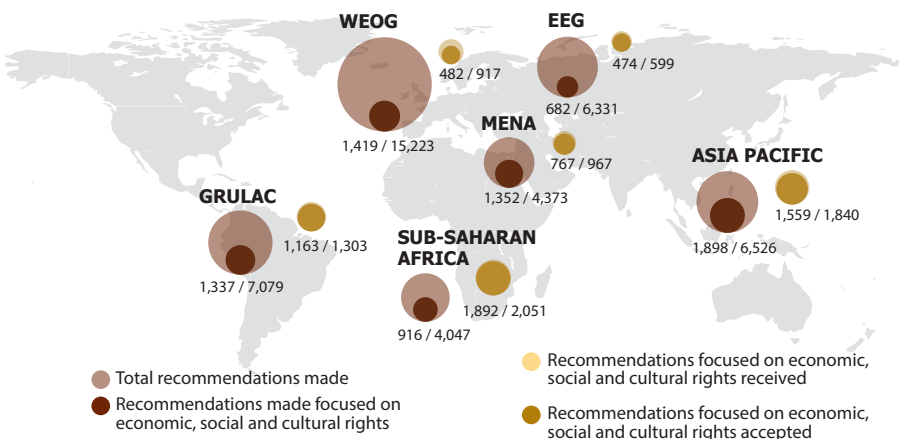 WEOG
482 / 917
1,419 / 15,223
EEG
474 / 599
682 / 6,331
MENA
767 / 967
1,352 / 4,373
ASIA PACIFIC
1,559 / 1,840
1,898 / 6,526
GRULAC
1,163 / 1,303
1,337 / 7,079
SUB-SAHARAN
AFRICA
1,892 / 2,051
916 / 4,047
Total recommendations made
Recommendations made focused on
economic, social and cultural rights
Recommendations focused on economic,
social and cultural rights received
Recommendations focused on economic,
social and cultural rights accepted